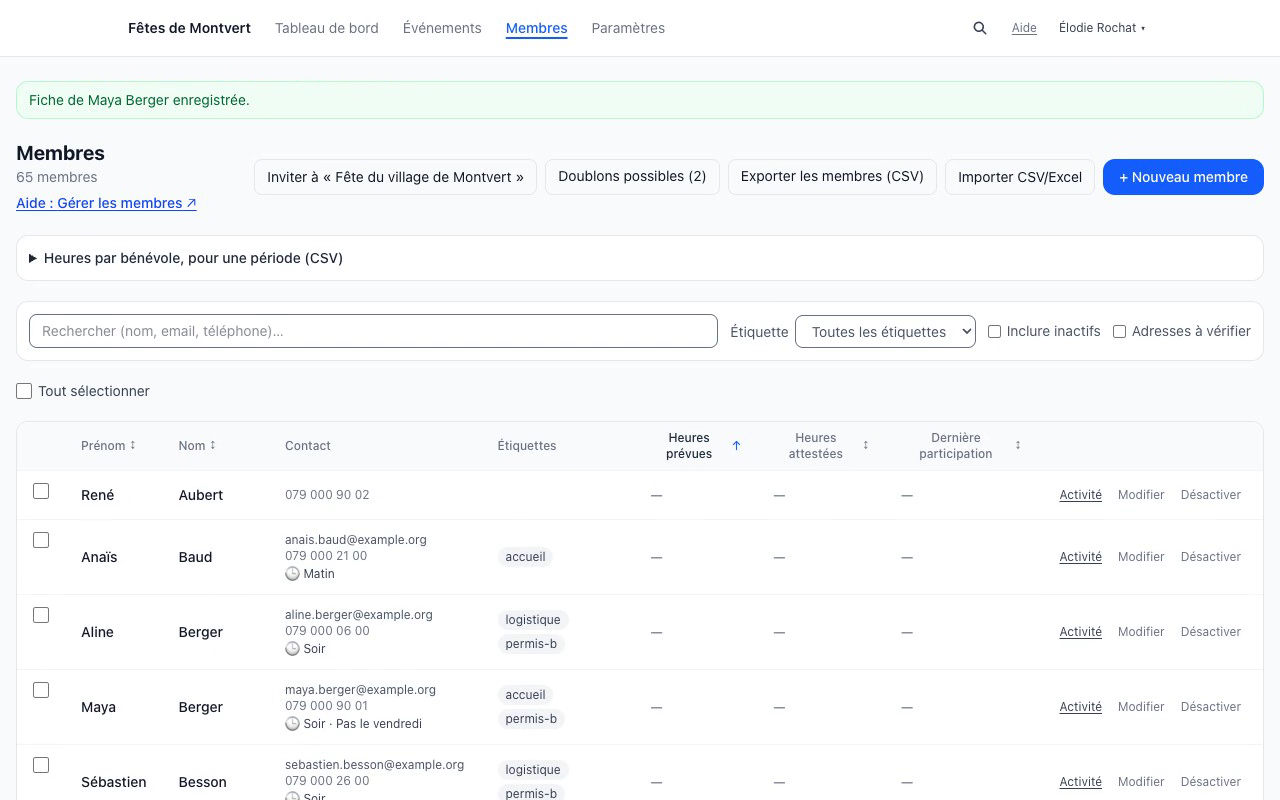 Fêtes de Montvert Tableau de bord Événements Membres Paramètres Aide Élodie Rochat
Fiche de Maya Berger enregistrée.
Membres
65 membres
Aide : Gérer les membres ↗
Inviter à « Fête du village de Montvert » Doublons possibles (2) Exporter les membres (CSV) Importer CSV/Excel + Nouveau membre
Heures par bénévole, pour une période (CSV)
Rechercher (nom, email, téléphone)... Étiquette Toutes les étiquettes Inclure inactifs Adresses à vérifier
Tout sélectionner
Prénom ↕ Nom ↕ Contact Étiquettes Heures prévues ↑ Heures attestées ↕ Dernière participation ↕
René Aubert 079 000 90 02 — — — Activité Modifier Désactiver
Anaïs Baud anais.baud@example.org
079 000 21 00
Matin
accueil — — — Activité Modifier Désactiver
Aline Berger aline.berger@example.org
079 000 06 00
Soir
logistique
permis-b
— — — Activité Modifier Désactiver
Maya Berger maya.berger@example.org
079 000 90 01
Soir · Pas le vendredi
accueil
permis-b
— — — Activité Modifier Désactiver
Sébastien Besson sebastien.besson@example.org
079 000 26 00
Soir
logistique
permis-b
— — — Activité Modifier Désactiver